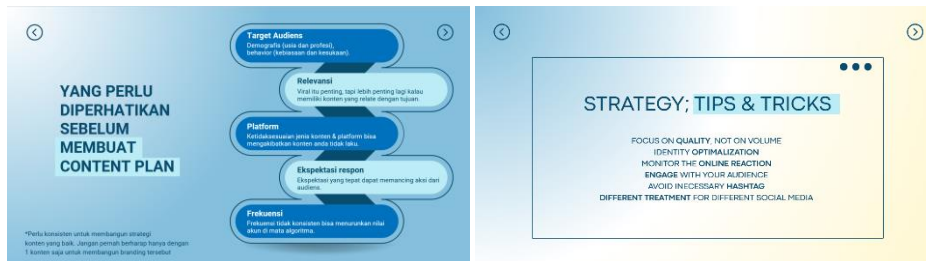 YANG PERLU
DIPERHATIKAN
SEBELUM
MEMBUAT
CONTENT PLAN
*Perlu konsisten untuk membangun strategi
konten yang baik. Jangan pernah berharap hanya dengan
1 konten saja untuk membangun branding tersebut
Target Audiens
Demografia (usia dan profesi),
behavior (kebiasaan dan kesukaan).
Relevansi
Viral itu penting, tapi lebih penting lagi kalau
memiliki konten yang relate dengan tujuan.
Platform
Ketidaksesuaian jenis konten & platform bisa
mengakibatkan konten anda tidak laku.
Ekspektasi respon
Ekspektasi yang tepat dapat memancing aksi dari
audiens.
Frekuensi
Frekuensi tidak konsisten bisa menurunkan nilai
akun di mata algoritma.
STRATEGY; TIPS & TRICKS
FOCUS ON QUALITY, NOT ON VOLUME
IDENTITY OPTIMALIZATION
MONITOR THE ONLINE REACTION
ENGAGE WITH YOUR AUDIENCE
AVOID INECESSARY HASHTAG
DIFFERENT TREATMENT FOR DIFFERENT SOCIAL MEDIA